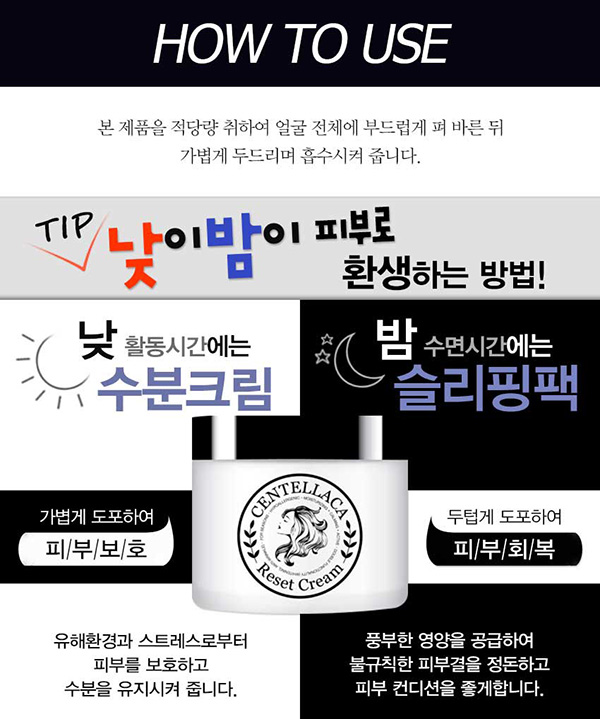 HOW TO USE
본 제품을 적당량 취하여 얼굴 전체에 부드럽게 펴 바른 뒤
가볍게 두드리며 흡수시켜 줍니다.
TIP
낮이밤이 피부로
환생하는 방법!
낮 활동시간에는
수분크림
밤 수면시간에는
슬리핑팩
CENTELLACA
Reset Cream
가볍게 도포하여
피/부/보/호
두텁게 도포하여
피/부/회/복
유해환경과 스트레스로부터
피부를 보호하고
수분을 유지시켜 줍니다.
풍부한 영양을 공급하여
불규칙한 피부결을 정돈하고
피부 컨디션을 좋게합니다.